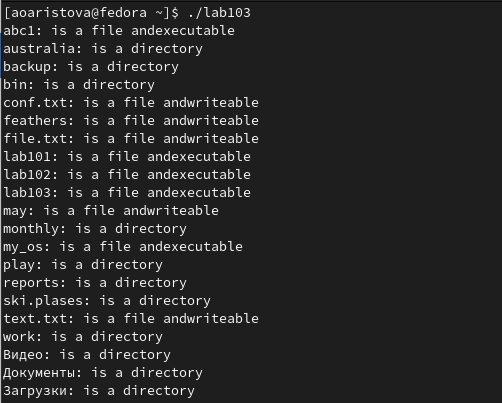 [aoaristova@fedora ~]$ ./lab103
abc1: is a file andexecutable
australia: is a directory
backup: is a directory
bin: is a directory
conf.txt: is a file andwriteable
feathers: is a file andwriteable
file.txt: is a file andwriteable
lab101: is a file andexecutable
lab102: is a file andexecutable
lab103: is a file andexecutable
may: is a file andwriteable
monthly: is a directory
my_os: is a file andexecutable
play: is a directory
reports: is a directory
ski.plases: is a directory
text.txt: is a file andwriteable
work: is a directory
Видео: is a directory
Документы: is a directory
Загрузки: is a directory